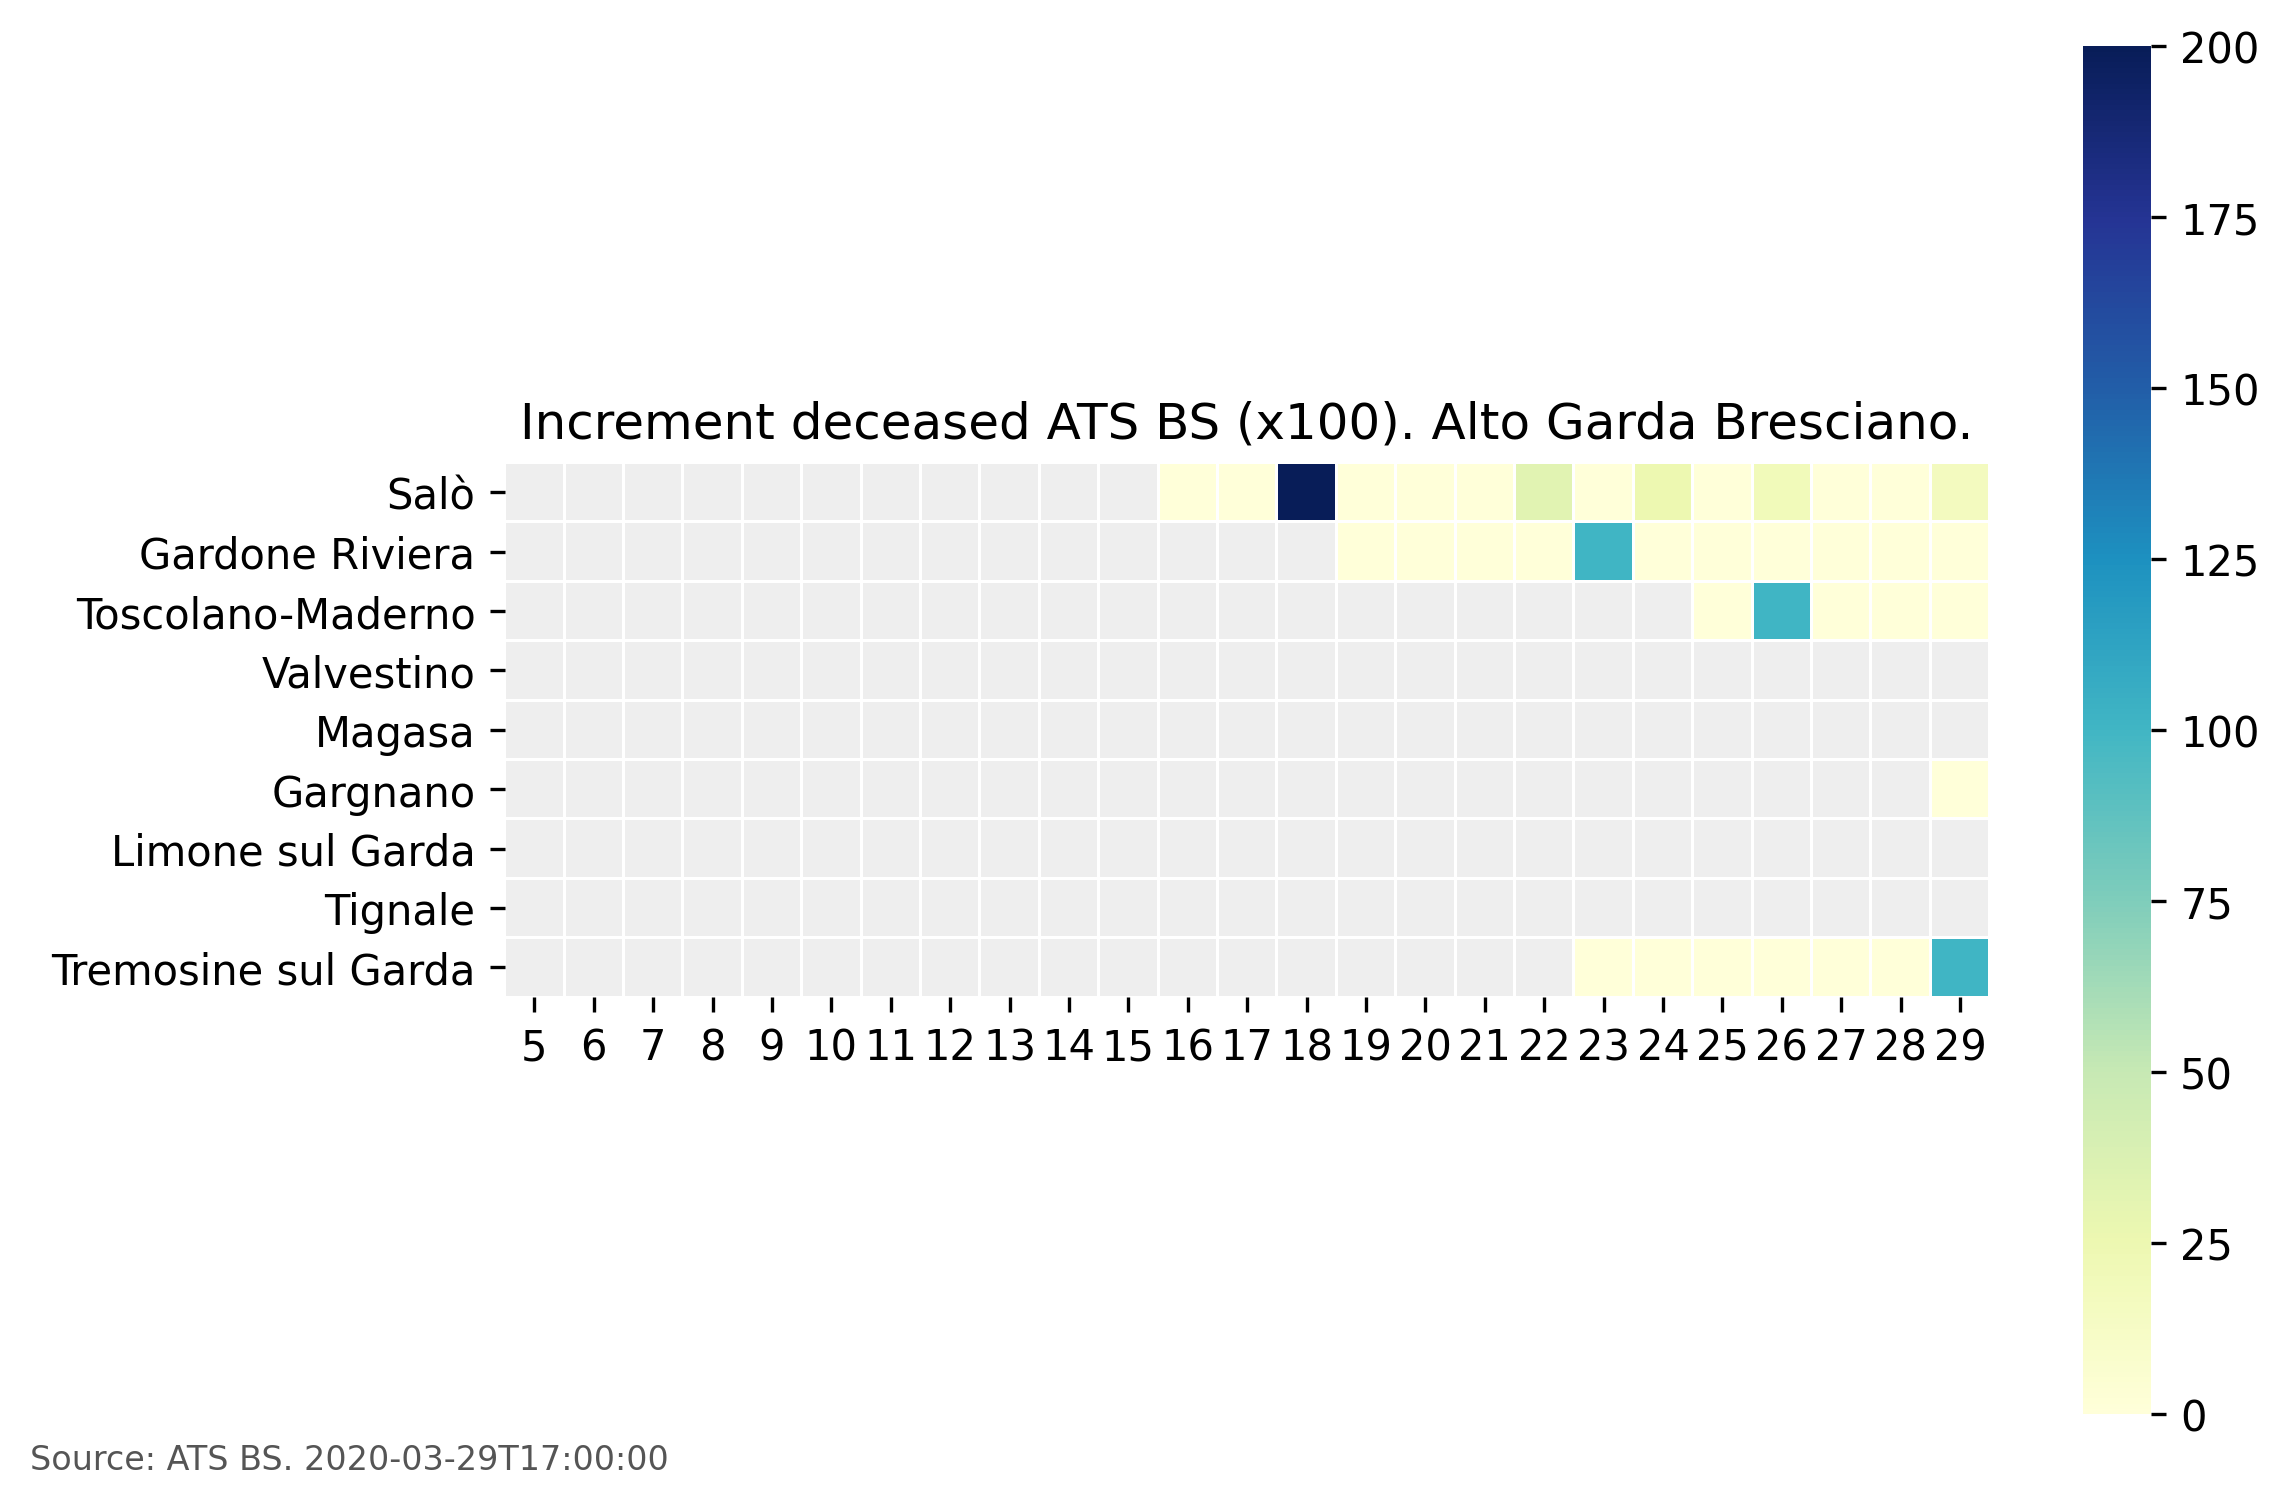 Increment deceased ATS BS (x100). Alto Garda Bresciano.
Salò
Gardone Riviera
Toscolano-Maderno
Valvestino
Magasa
Gargnano
Limone sul Garda
Tignale
Tremosine sul Garda
5 6 7 8 9 10 11 12 13 14 15 16 17 18 19 20 21 22 23 24 25 26 27 28 29
200
175
150
125
100
75
50
25
0
Source: ATS BS. 2020-03-29T17:00:00